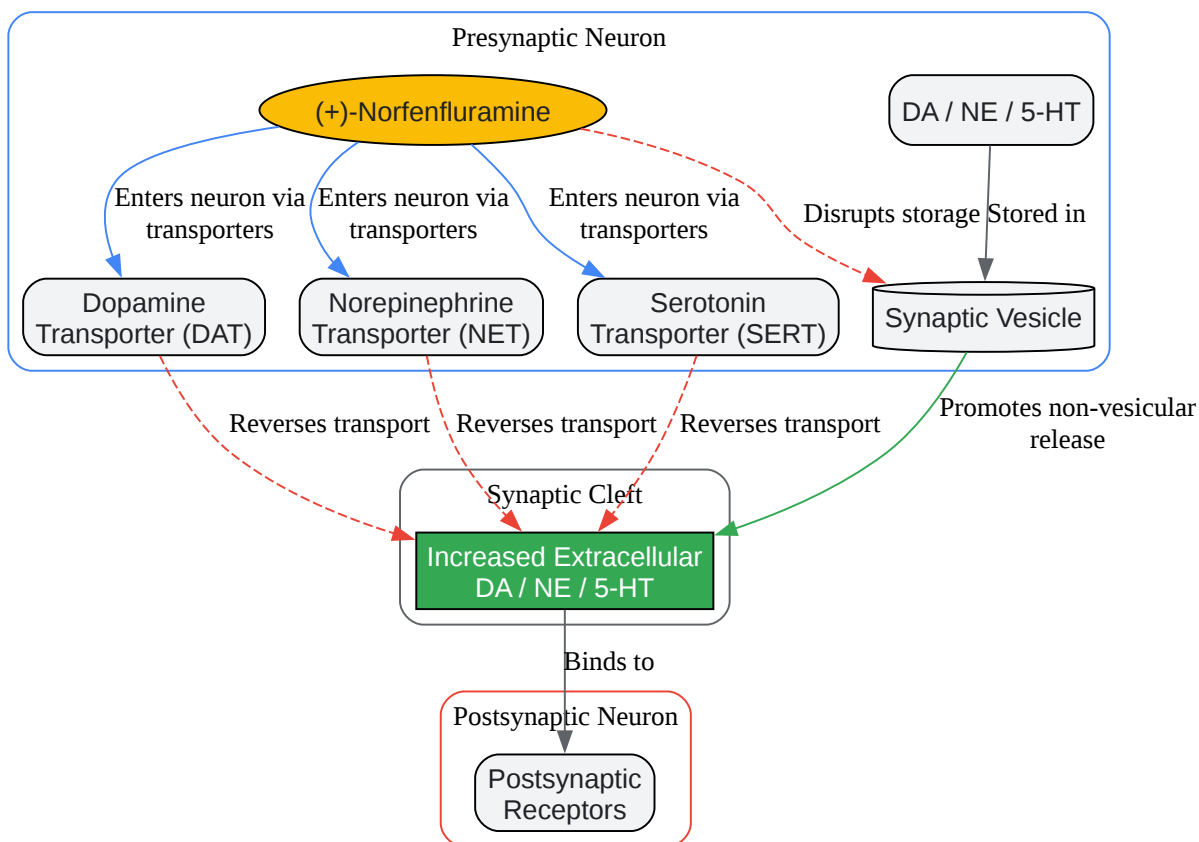 Presynaptic Neuron
(+)-Norfenfluramine
DA / NE / 5-HT
Enters neuron via
transporters
Enters neuron via
transporters
Enters neuron via
transporters
Disrupts storage
Stored in
Dopamine
Transporter (DAT)
Norepinephrine
Transporter (NET)
Serotonin
Transporter (SERT)
Synaptic Vesicle
Reverses transport
Reverses transport
Reverses transport
Promotes non-vesicular
release
Synaptic Cleft
Increased Extracellular
DA / NE / 5-HT
Binds to
Postsynaptic Neuron
Postsynaptic
Receptors